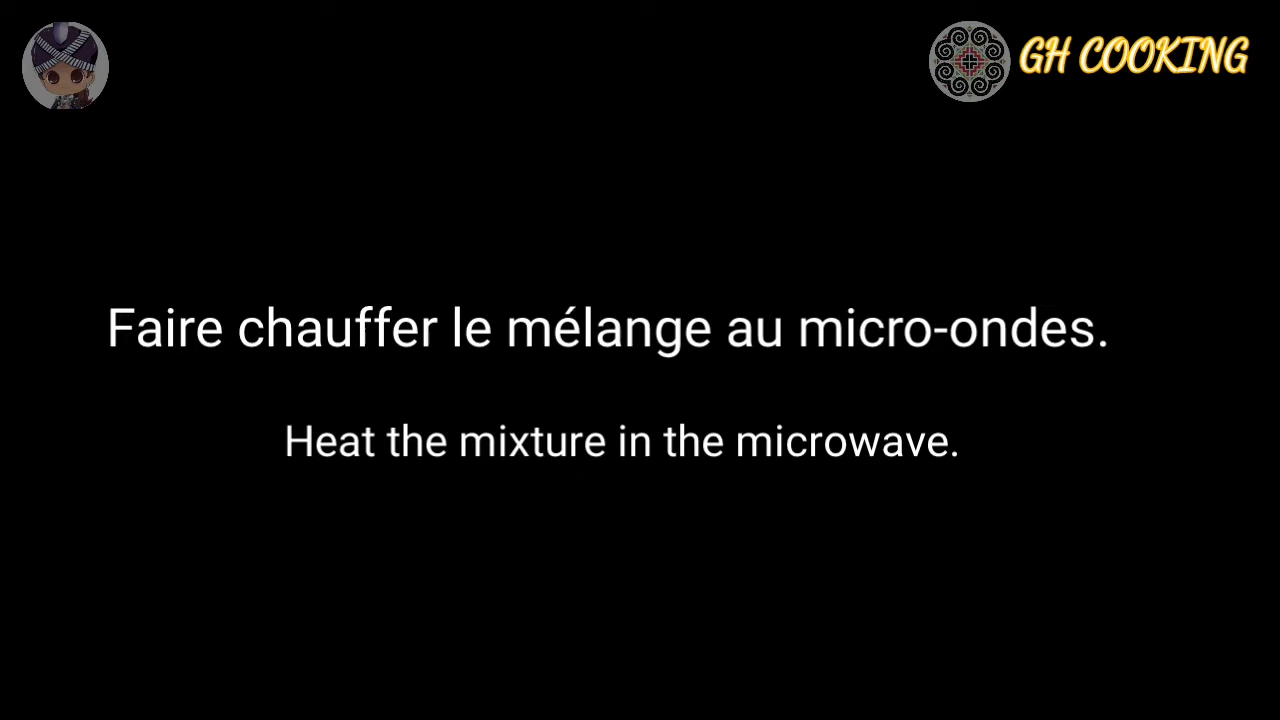 GH COOKING
Faire chauffer le mélange au micro-ondes.
Heat the mixture in the microwave.